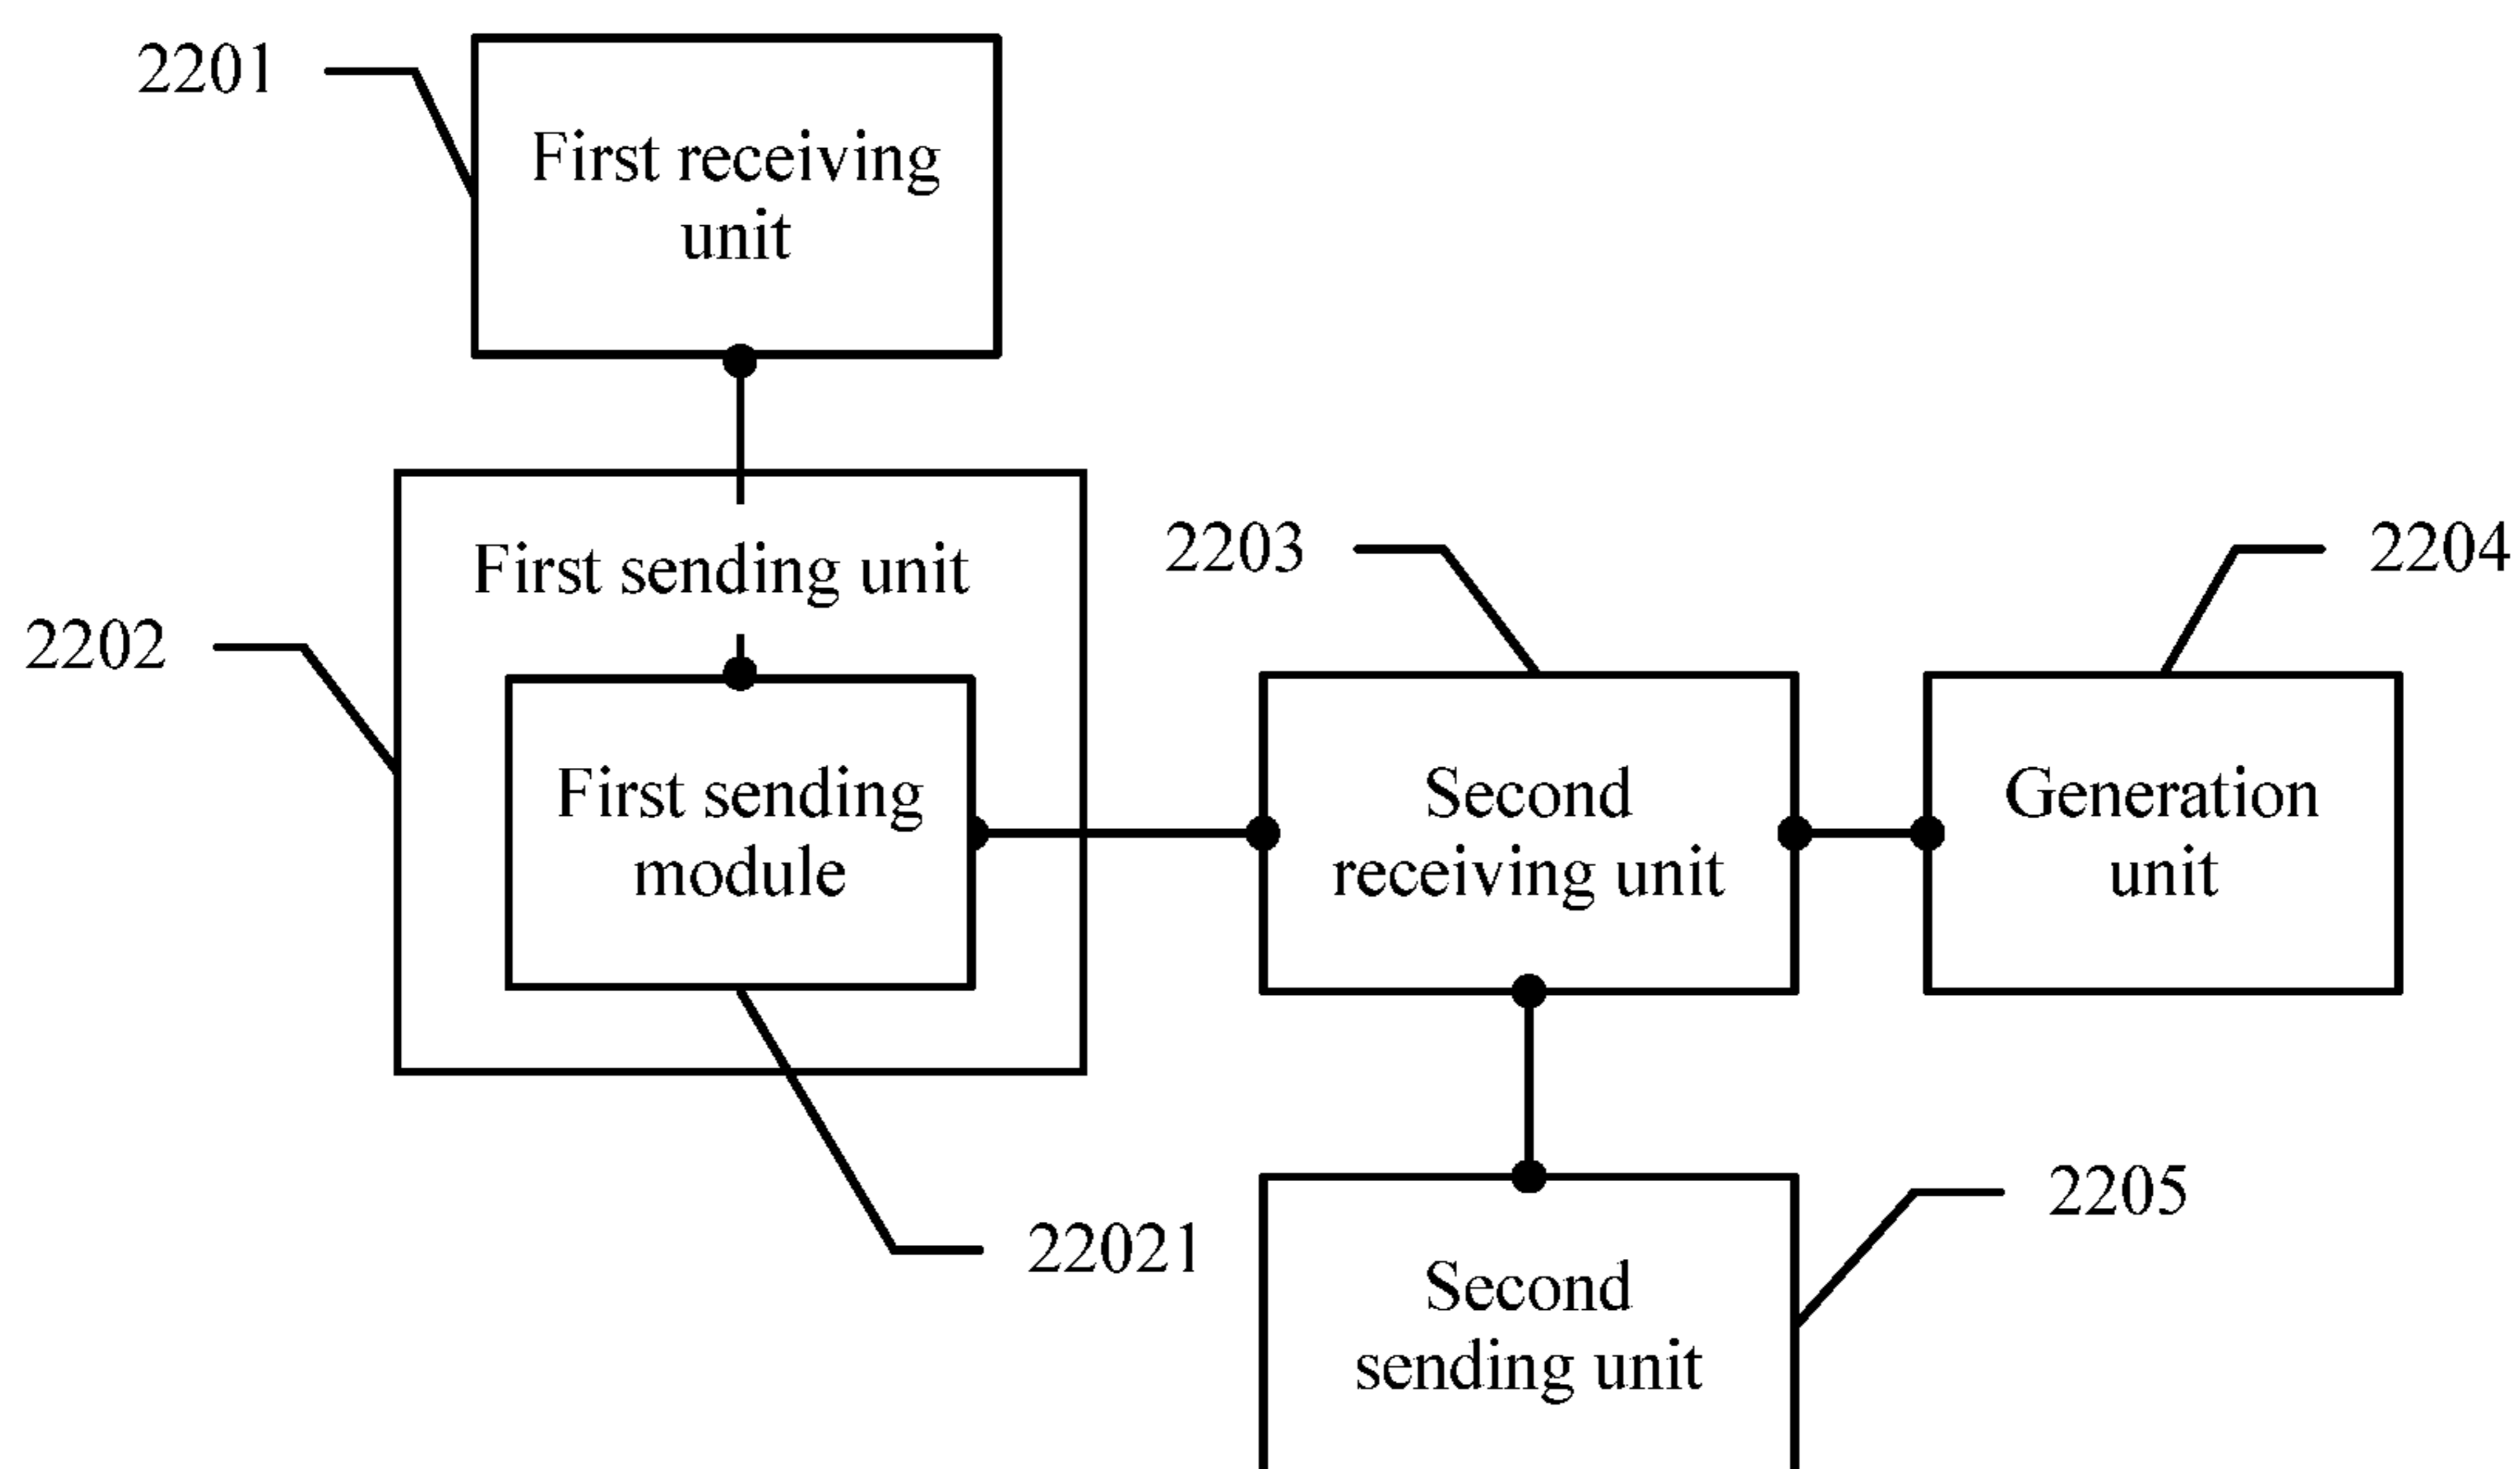 2201
First receiving
unit
First sending unit
2202
2203
2204
First sending
module
Second
receiving unit
Generation
unit
22021
2205
Second
sending unit